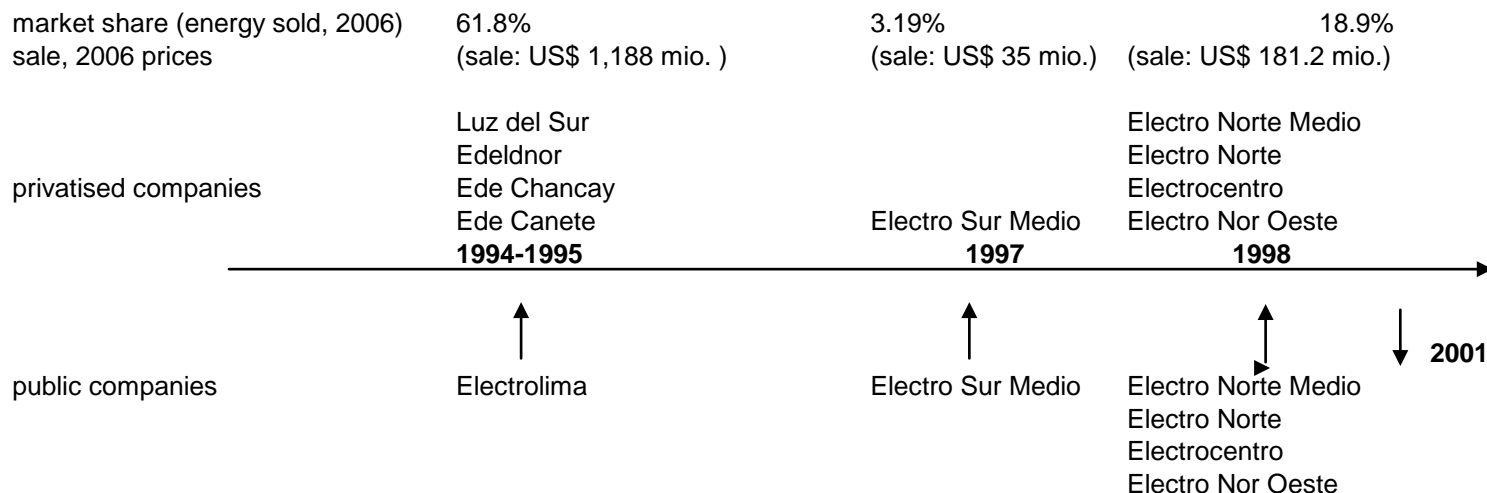 market share (energy sold, 2006) 61.8% 3.19% 18.9%
sale, 2006 prices (sale: US$ 1,188 mio. ) (sale: US$ 35 mio.) (sale: US$ 181.2 mio.)
Luz del Sur Electro Norte Medio
Edeldnor Electro Norte
privatised companies Ede Chancay Electrocentro
Ede Canete Electro Sur Medio Electro Nor Oeste
1994-1995 1997 1998
2001
public companies Electrolima Electro Sur Medio Electro Norte Medio
Electro Norte
Electrocentro
Electro Nor Oeste